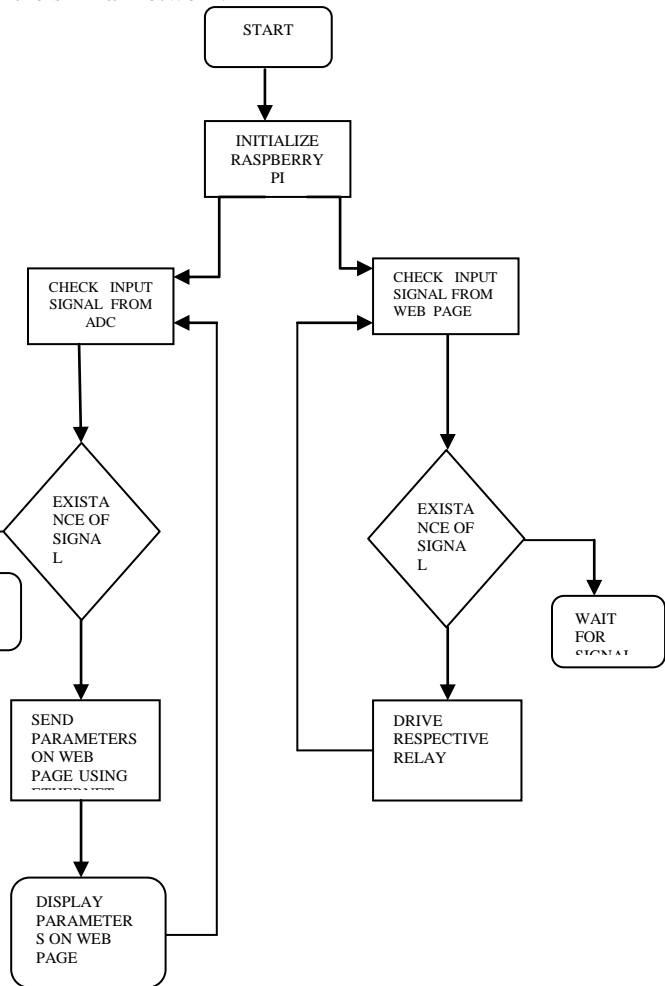 START
INITIALIZE
RASPBERRY
PI
CHECK INPUT
SIGNAL FROM
ADC
CHECK INPUT
SIGNAL FROM
WEB PAGE
EXISTA
NCE OF
SIGNA
L
EXISTA
NCE OF
SIGNA
L
WAIT
FOR
SIGNAL
SEND
PARAMETERS
ON WEB
PAGE USING
ETHERNET
DRIVE
RESPECTIVE
RELAY
DISPLAY
PARAMETER
S ON WEB
PAGE